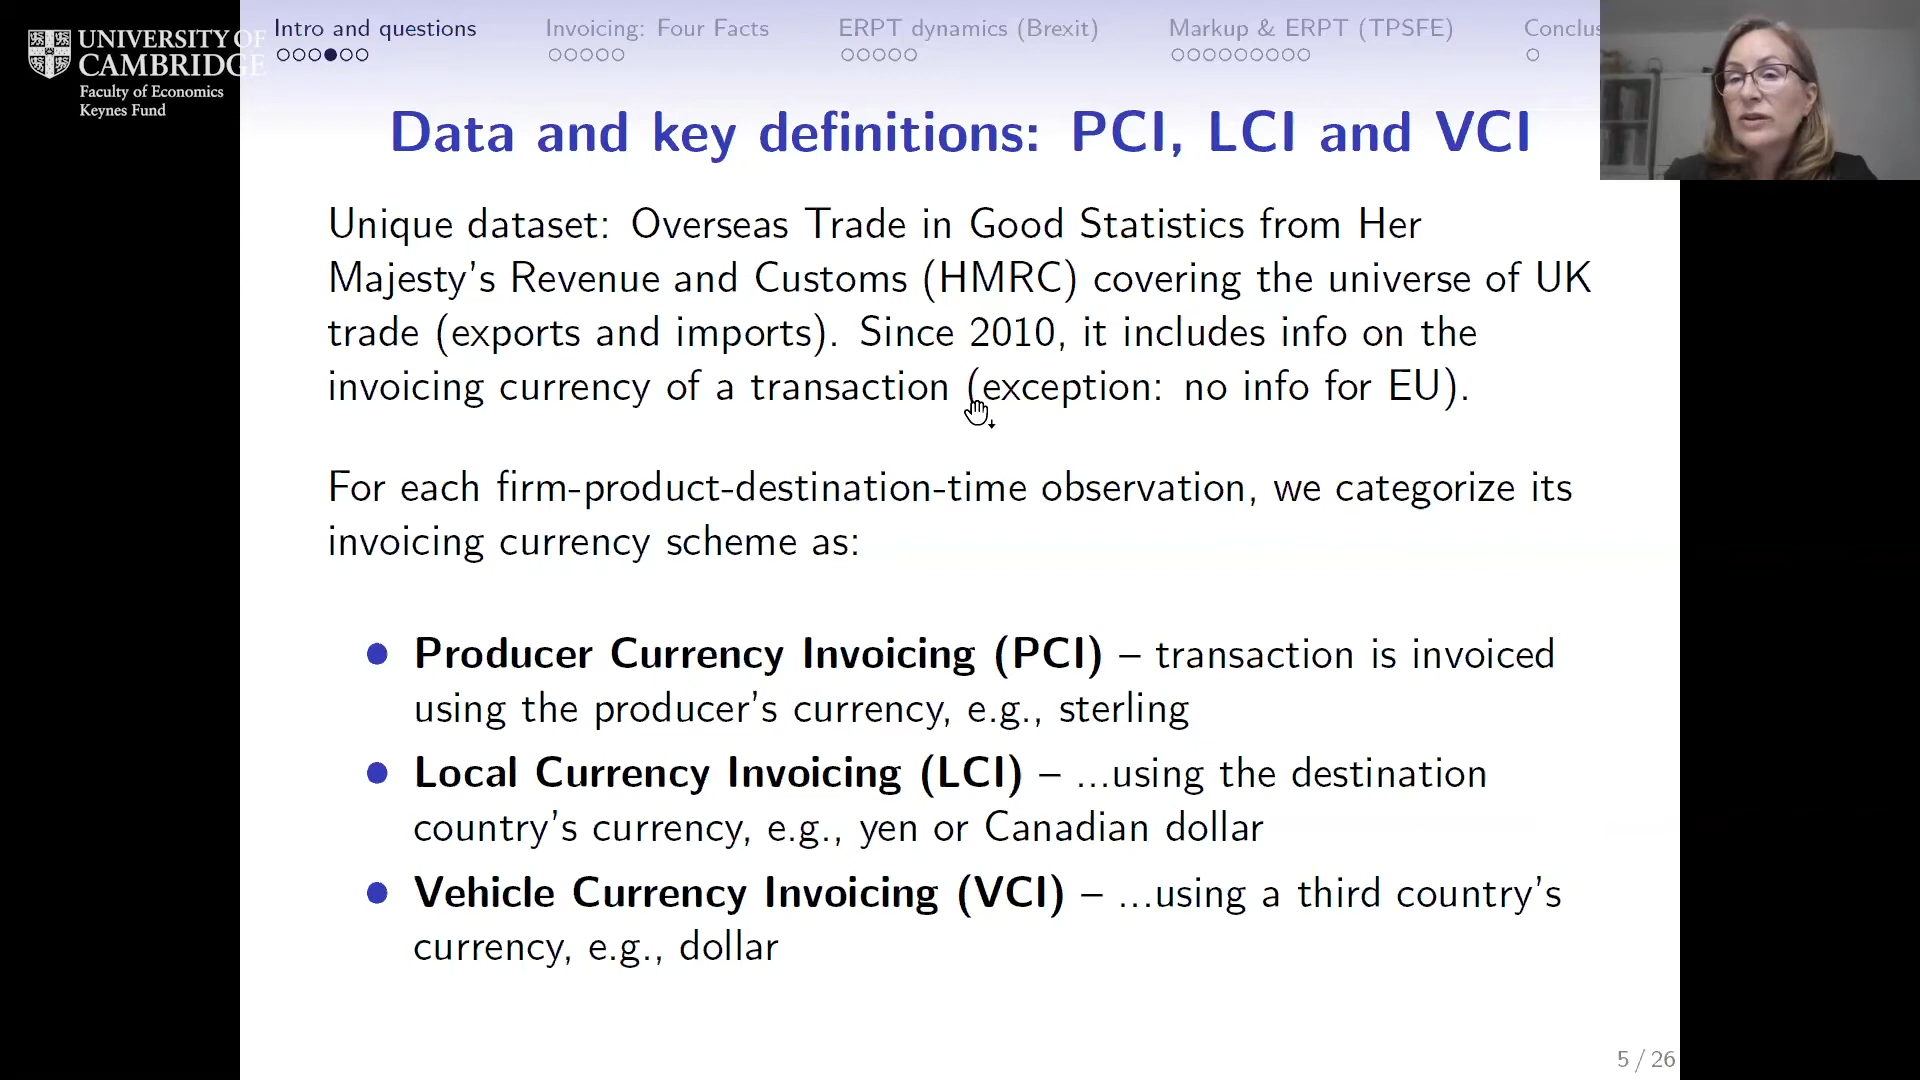 UNIVERSITY OF
CAMBRIDGE
Faculty of Economics
Keynes Fund
Intro and questions
Invoicing: Four Facts
ERPT dynamics (Brexit)
Markup & ERPT (TPSFE)
Conclus
Data and key definitions: PCI, LCI and VCI
Unique dataset: Overseas Trade in Good Statistics from Her
Majesty's Revenue and Customs (HMRC) covering the universe of UK
trade (exports and imports). Since 2010, it includes info on the
invoicing currency of a transaction (exception: no info for EU).
For each firm-product-destination-time observation, we categorize its
invoicing currency scheme as:
• Producer Currency Invoicing (PCI) – transaction is invoiced
using the producer's currency, e.g., sterling
• Local Currency Invoicing (LCI) – ...using the destination
country's currency, e.g., yen or Canadian dollar
• Vehicle Currency Invoicing (VCI) – ...using a third country's
currency, e.g., dollar
5 / 26